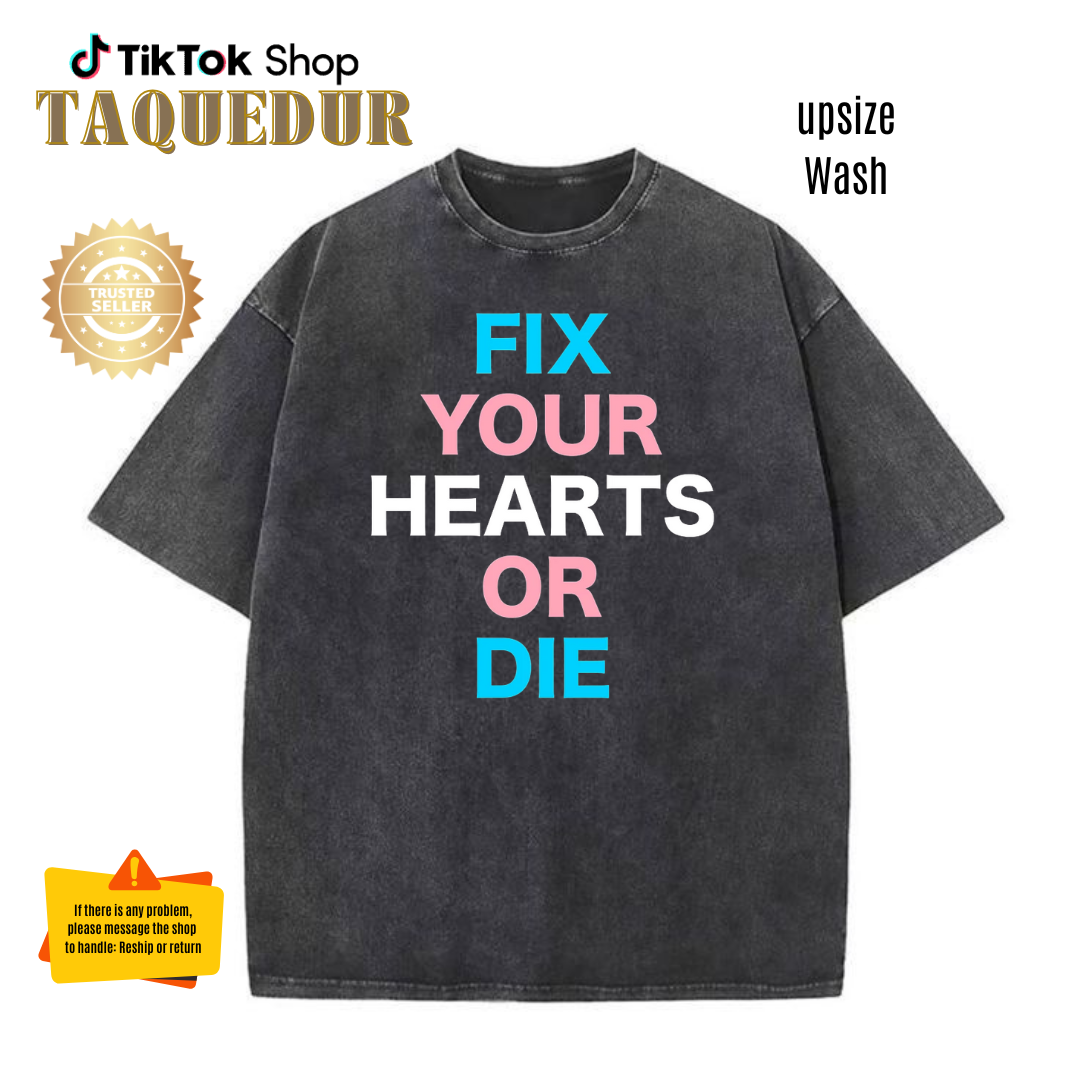 TikTok Shop
TAQUEDUR
upsize
Wash
TRUSTED
SELLER
FIX
YOUR
HEARTS
OR
DIE
If there is any problem,
please message the shop
to handle: Reship or return